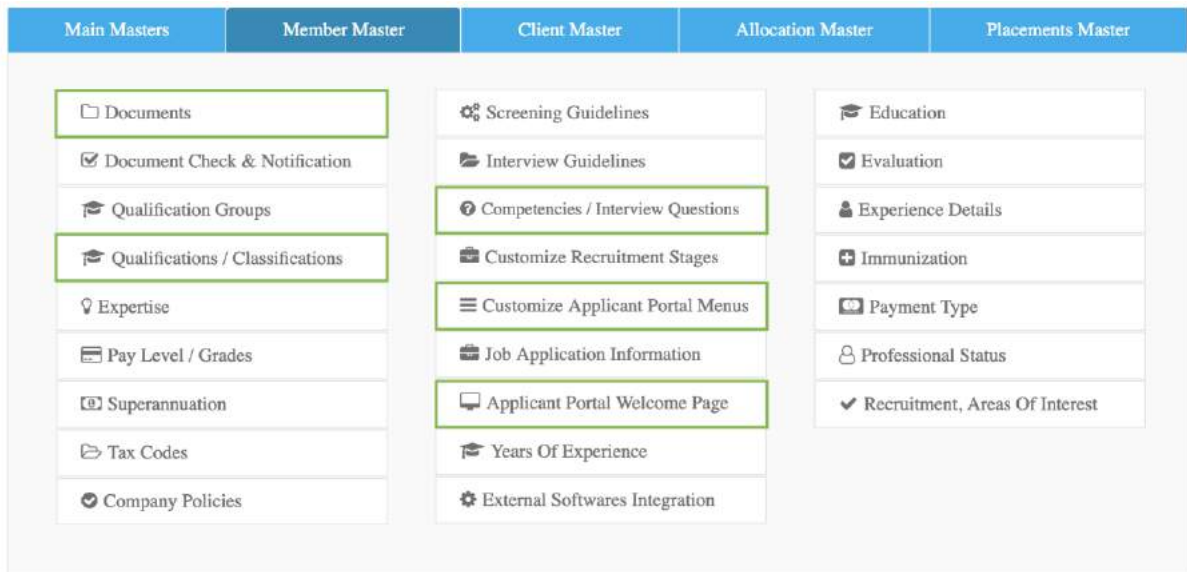 Main Masters
Member Master
Client Master
Allocation Master
Placements Master
Documents
Document Check & Notification
Qualification Groups
Qualifications / Classifications
Expertise
Pay Level / Grades
Superannuation
Tax Codes
Company Policies
Screening Guidelines
Interview Guidelines
Competencies / Interview Questions
Customize Recruitment Stages
Customize Applicant Portal Menus
Job Application Information
Applicant Portal Welcome Page
Years Of Experience
External Softwares Integration
Education
Evaluation
Experience Details
Immunization
Payment Type
Professional Status
Recruitment, Areas Of Interest